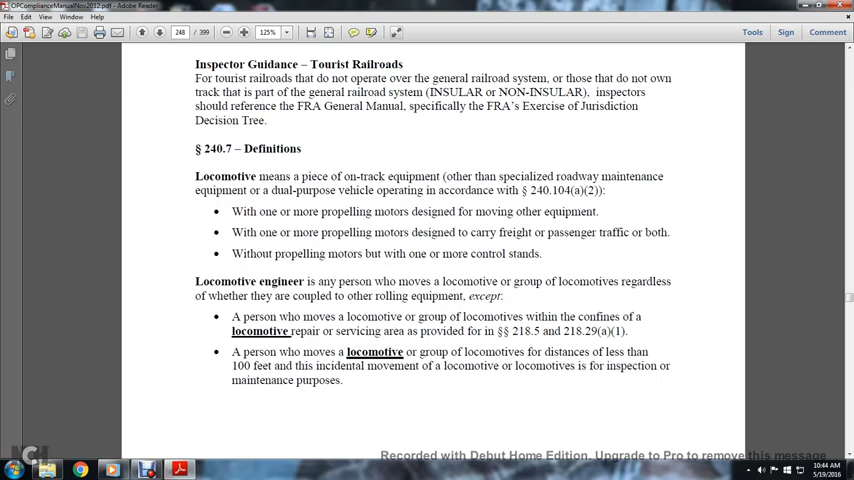 OPComplianceManualNov2012.pdf - Adobe Reader
File Edit View Window Help
248 / 399 125% Tools Sign Comment
Inspector Guidance – Tourist Railroads
For tourist railroads that do not operate over the general railroad system, or those that do not own
track that is part of the general railroad system (INSULAR or NON-INSULAR), inspectors
should reference the FRA General Manual, specifically the FRA's Exercise of Jurisdiction
Decision Tree.
§ 240.7 – Definitions
Locomotive means a piece of on-track equipment (other than specialized roadway maintenance
equipment or a dual-purpose vehicle operating in accordance with § 240.104(a)(2)):
• With one or more propelling motors designed for moving other equipment.
• With one or more propelling motors designed to carry freight or passenger traffic or both.
• Without propelling motors but with one or more control stands.
Locomotive engineer is any person who moves a locomotive or group of locomotives regardless
of whether they are coupled to other rolling equipment, except:
• A person who moves a locomotive or group of locomotives within the confines of a
locomotive repair or servicing area as provided for in §§ 218.5 and 218.29(a)(1).
• A person who moves a locomotive or group of locomotives for distances of less than
100 feet and this incidental movement of a locomotive or locomotives is for inspection or
maintenance purposes.
Recorded with Debut Home Edition. Upgrade to Pro to remove this message
NCH
10:44 AM
5/19/2016